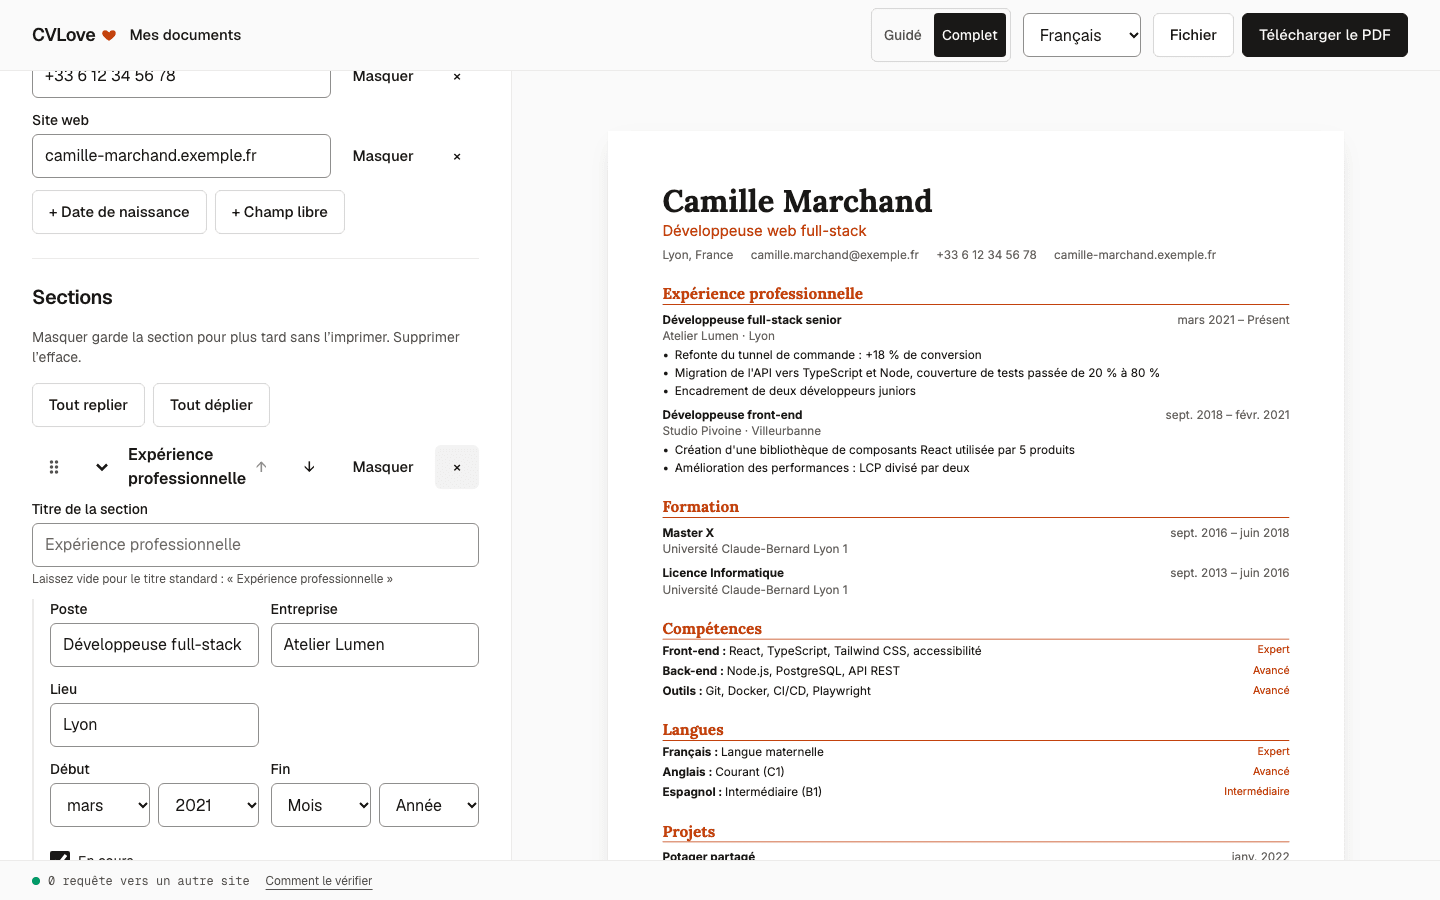 CVLove Mes documents
Guidé Complet Français Fichier Télécharger le PDF
+33 6 12 34 56 78 Masquer ×
Site web
camille-marchand.exemple.fr Masquer ×
+ Date de naissance + Champ libre
Sections
Masquer garde la section pour plus tard sans l'imprimer. Supprimer
l'efface.
Tout replier Tout déplier
Expérience
professionnelle ↑ ↓ Masquer ×
Titre de la section
Expérience professionnelle
Laissez vide pour le titre standard : « Expérience professionnelle »
Poste Entreprise
Développeuse full-stack Atelier Lumen
Lieu
Lyon
Début Fin
mars 2021 Mois Année
En cours
0 requête vers un autre site Comment le vérifier
Camille Marchand
Développeuse web full-stack
Lyon, France camille.marchand@exemple.fr +33 6 12 34 56 78 camille-marchand.exemple.fr
Expérience professionnelle
Développeuse full-stack senior mars 2021 – Présent
Atelier Lumen · Lyon
• Refonte du tunnel de commande : +18 % de conversion
• Migration de l'API vers TypeScript et Node, couverture de tests passée de 20 % à 80 %
• Encadrement de deux développeurs juniors
Développeuse front-end sept. 2018 – févr. 2021
Studio Pivoine · Villeurbanne
• Création d'une bibliothèque de composants React utilisée par 5 produits
• Amélioration des performances : LCP divisé par deux
Formation
Master X sept. 2016 – juin 2018
Université Claude-Bernard Lyon 1
Licence Informatique sept. 2013 – juin 2016
Université Claude-Bernard Lyon 1
Compétences
Front-end : React, TypeScript, Tailwind CSS, accessibilité Expert
Back-end : Node.js, PostgreSQL, API REST Avancé
Outils : Git, Docker, CI/CD, Playwright Avancé
Langues
Français : Langue maternelle Expert
Anglais : Courant (C1) Avancé
Espagnol : Intermédiaire (B1) Intermédiaire
Projets
Potager partagé janv. 2022